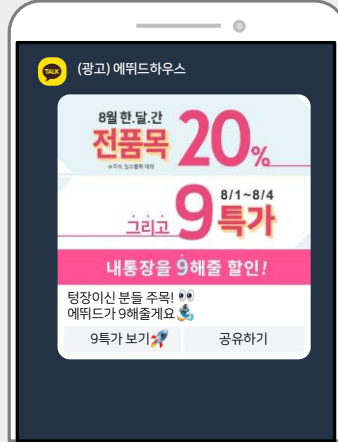 TALK
(광고) 에뛰드하우스
8월 한.달.간
전품목 20%
그리고 9특가
8/1~8/4
내통장을 9해줄 할인!
텅장이신 분들 주목! 👀
에뛰드가 9해줄게요 🧞‍♂️
9특가 보기🚀
공유하기